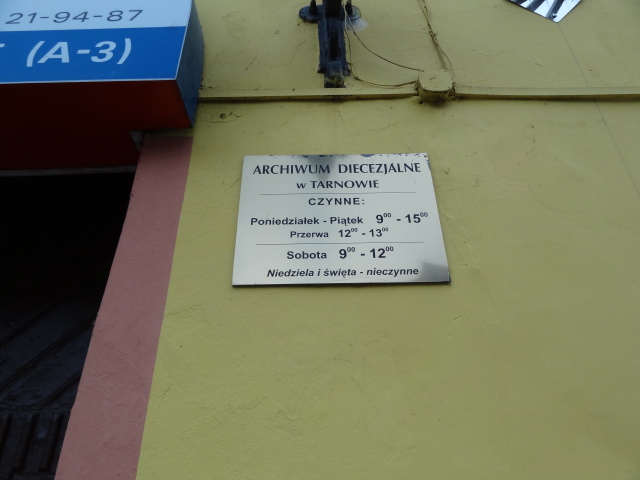 21-94-87
(A-3)
ARCHIWUM DIECEZJALNE
w TARNOWIE
CZYNNE:
Poniedziałek - Piątek 9⁰⁰ - 15⁰⁰
Przerwa 12⁰⁰ - 13⁰⁰
Sobota 9⁰⁰ - 12⁰⁰
Niedziela i święta - nieczynne